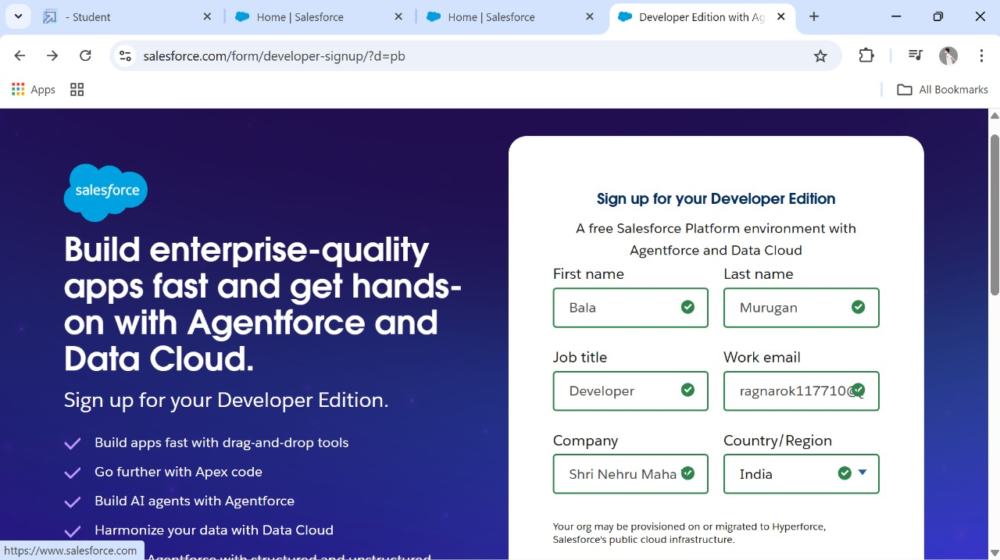 - Student
Home | Salesforce
Home | Salesforce
Developer Edition with Ag
salesforce.com/form/developer-signup/?d=pb
Apps
All Bookmarks
salesforce
Build enterprise-quality
apps fast and get hands-
on with Agentforce and
Data Cloud.
Sign up for your Developer Edition.
Build apps fast with drag-and-drop tools
Go further with Apex code
Build AI agents with Agentforce
Harmonize your data with Data Cloud
Agentforce with structured and unstructured
https://www.salesforce.com
Sign up for your Developer Edition
A free Salesforce Platform environment with
Agentforce and Data Cloud
First name
Last name
Bala
Murugan
Job title
Work email
Developer
ragnarok117710@
Company
Country/Region
Shri Nehru Maha
India
Your org may be provisioned on or migrated to Hyperforce,
Salesforce's public cloud infrastructure.